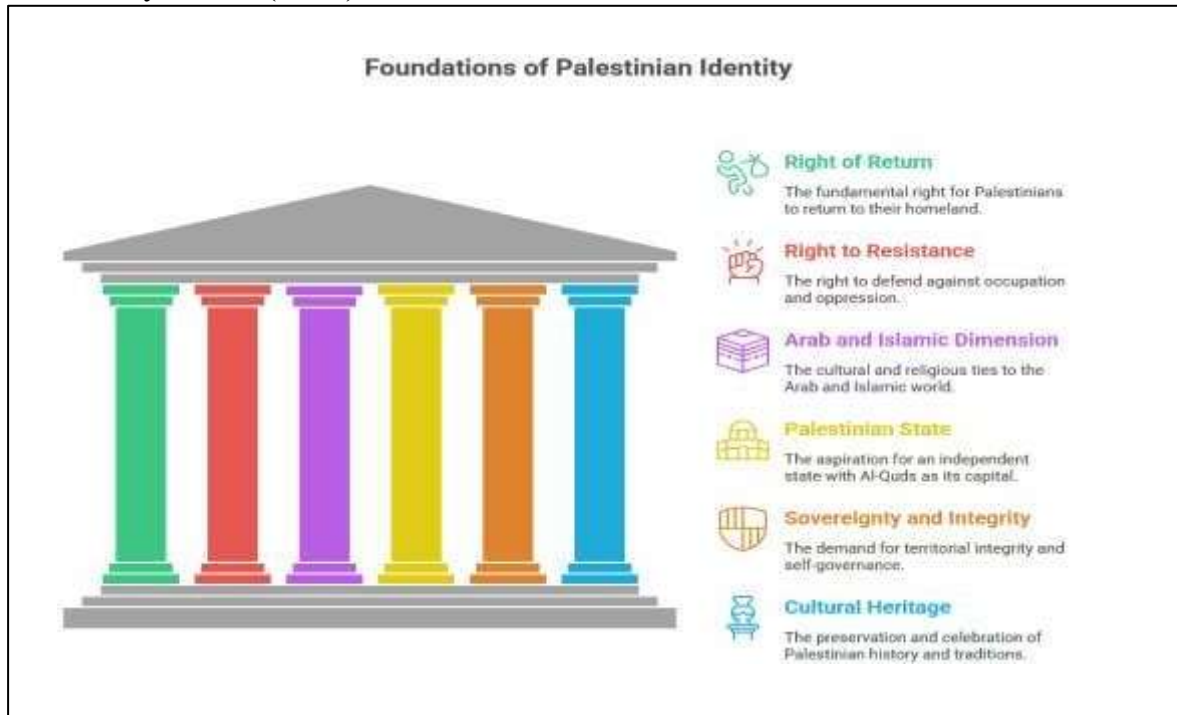 Foundations of Palestinian Identity
Right of Return
The fundamental right for Palestinians
to return to their homeland.
Right to Resistance
The right to defend against occupation
and oppression.
Arab and Islamic Dimension
The cultural and religious ties to the
Arab and Islamic world.
Palestinian State
The aspiration for an independent
state with Al-Quds as its capital.
Sovereignty and Integrity
The demand for territorial integrity and
self-governance.
Cultural Heritage
The preservation and celebration of
Palestinian history and traditions.